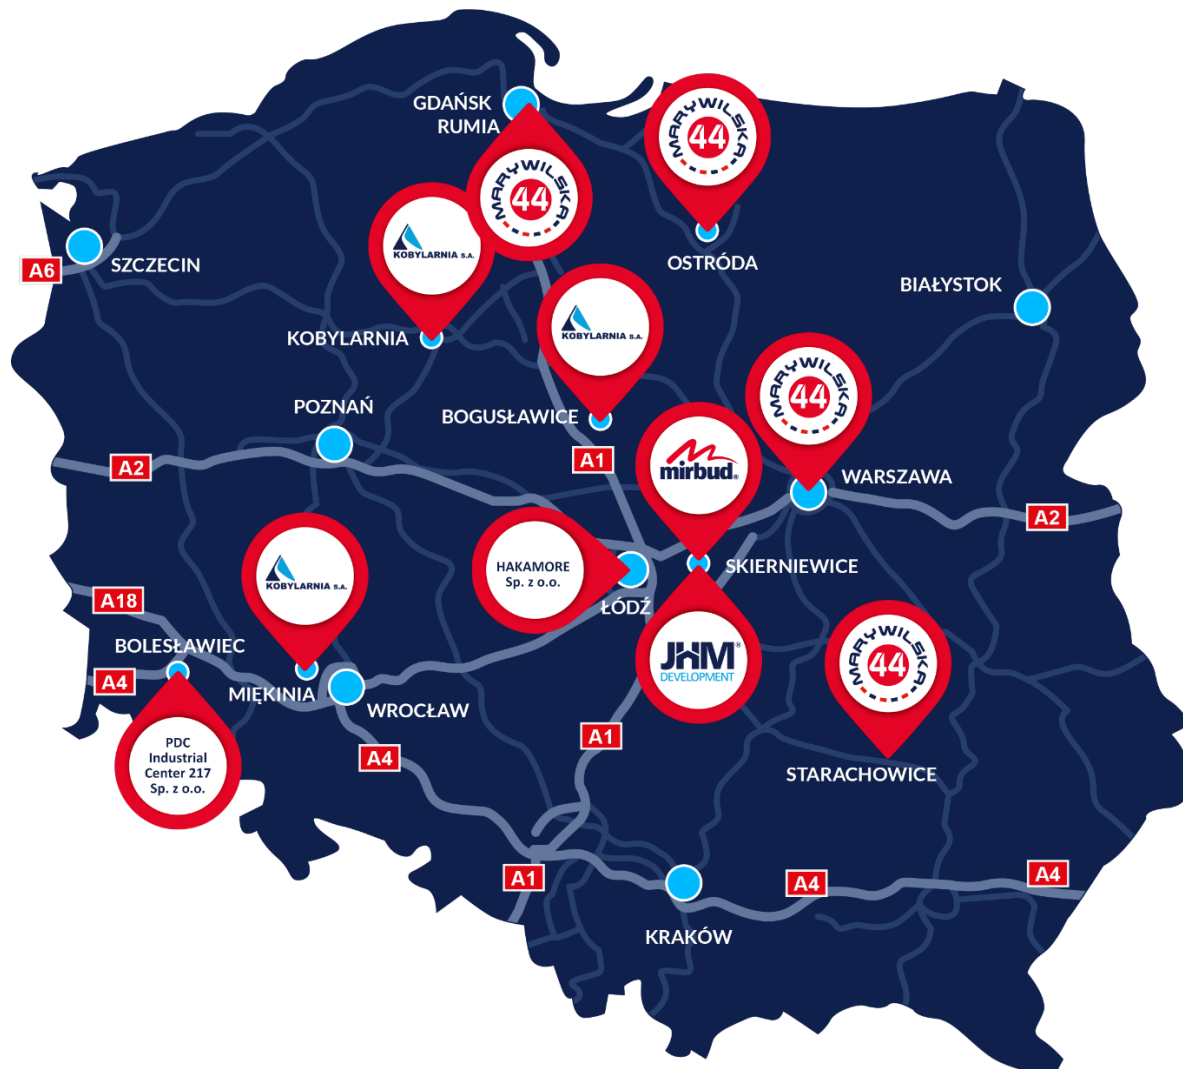 GDAŃSK
RUMIA
MARYWILSKA
44
MARYWILSKA
44
KOBYLARNIA S.A.
SZCZECIN
A6
OSTRÓDA
BIAŁYSTOK
KOBYLARNIA
KOBYLARNIA S.A.
MARYWILSKA
44
POZNAŃ
BOGUSŁAWICE
A2
A1
mirbud®
WARSZAWA
A2
KOBYLARNIA S.A.
HAKAMORE
Sp. z o.o.
SKIERNIEWICE
A18
ŁÓDŹ
BOLESŁAWIEC
A4
MIĘKINIA
WROCŁAW
JHM®
DEVELOPMENT
MARYWILSKA
44
PDC
Industrial
Center 217
Sp. z o.o.
A4
A1
STARACHOWICE
A1
A4
A4
KRAKÓW